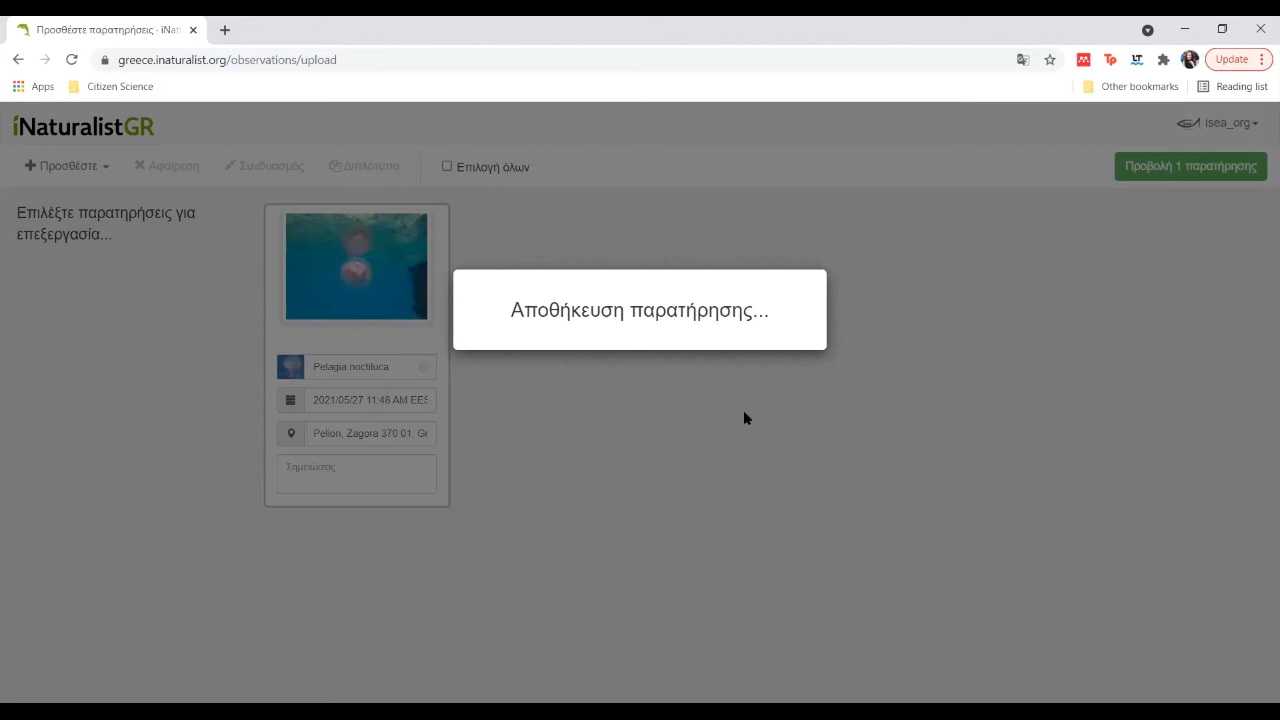 Προσθέστε παρατηρήσεις · iNat
greece.inaturalist.org/observations/upload
Update
Apps
Citizen Science
Other bookmarks
Reading list
iNaturalistGR
isea_org
Προσθέστε
Αφαίρεση
Συνδυασμός
Διπλότυπο
Επιλογή όλων
Προβολή 1 παρατήρησης
Επιλέξτε παρατηρήσεις για
επεξεργασία...
Αποθήκευση παρατήρησης...
Pelagia noctiluca
2021/05/27 11:48 AM EES
Pelion, Zagora 370 01, Gr
Σημειώσεις